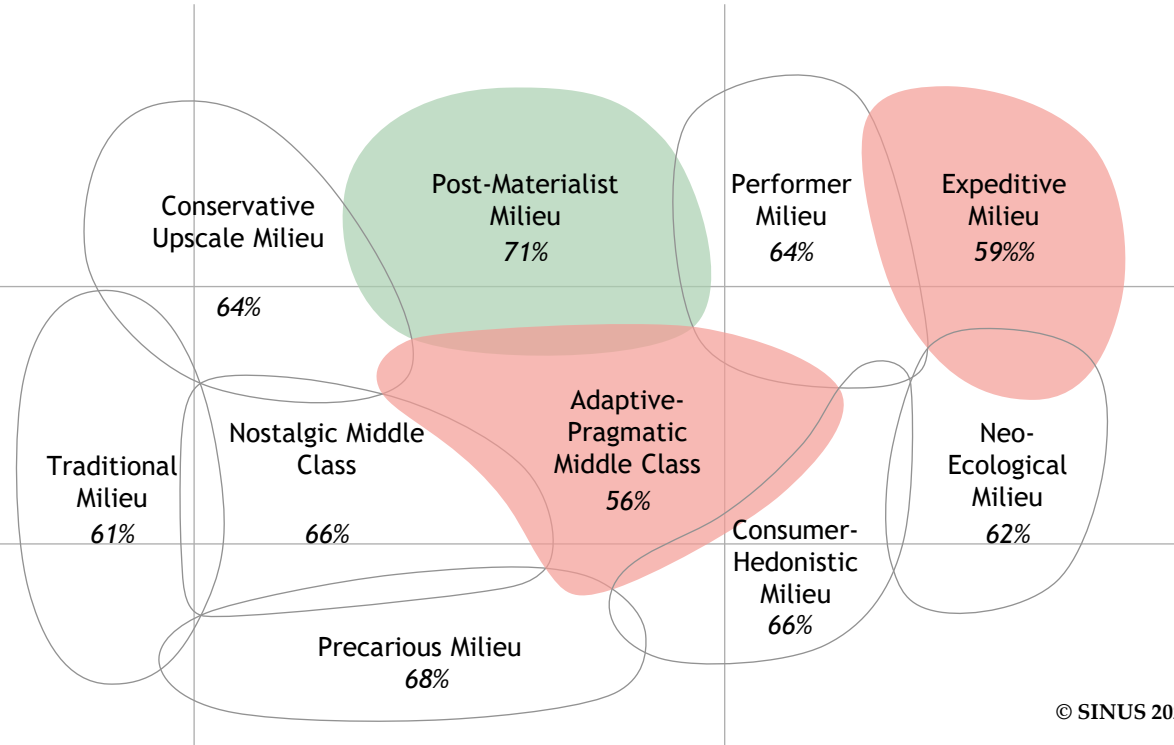 Conservative
Upscale Milieu
64%
Post-Materialist
Milieu
71%
Performer
Milieu
64%
Expeditive
Milieu
59%%
Traditional
Milieu
61%
Nostalgic Middle
Class
66%
Adaptive-
Pragmatic
Middle Class
56%
Consumer-
Hedonistic
Milieu
66%
Neo-
Ecological
Milieu
62%
Precarious Milieu
68%
© SINUS 20